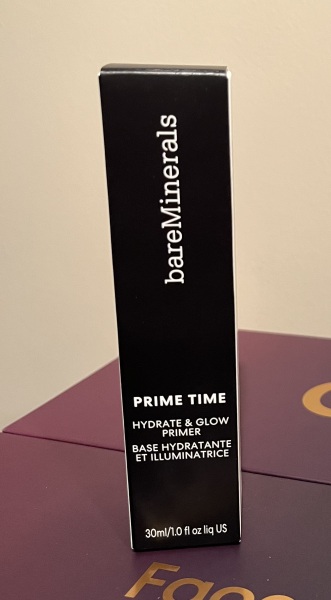 bareMinerals
PRIME TIME
HYDRATE & GLOW
PRIMER
BASE HYDRATANTE
ET ILLUMINATRICE
30ml/1.0 fl oz liq US